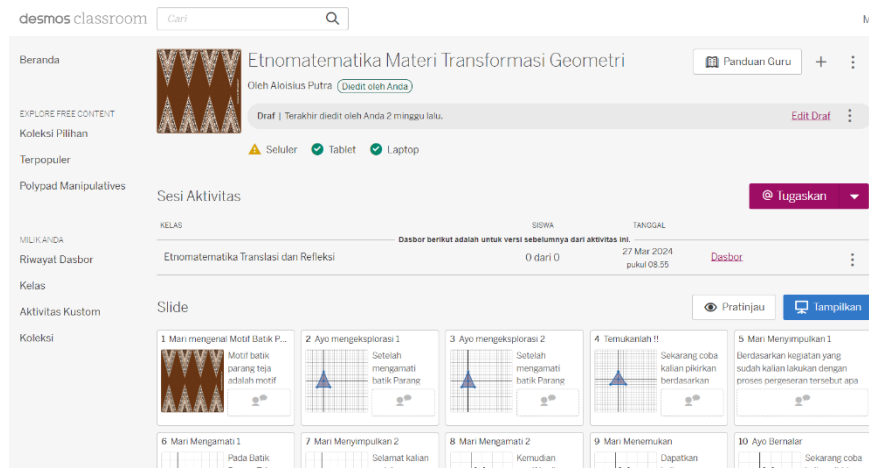 desmos classroom
Cari
M
Beranda
EXPLORE FREE CONTENT
Koleksi Pilihan
Terpopuler
Polypad Manipulatives
MILIK ANDA
Riwayat Dasbor
Kelas
Aktivitas Kustom
Koleksi
Etnomatematika Materi Transformasi Geometri
Oleh Aloisius Putra Diedit oleh Anda
Panduan Guru
Draf | Terakhir diedit oleh Anda 2 minggu lalu.
Edit Draf
Seluler Tablet Laptop
Sesi Aktivitas
@ Tugaskan
KELAS SISWA TANGGAL
Dasbor berikut adalah untuk versi sebelumnya dari aktivitas ini.
Etnomatematika Translasi dan Refleksi 0 dari 0 27 Mar 2024 Dasbor
pukul 08.55
Slide
Pratinjau
Tampilkan
1 Mari mengenal Motif Batik P...
Motif batik
parang teja
adalah motif
2 Ayo mengeksplorasi 1
Setelah
mengamati
batik Parang
3 Ayo mengeksplorasi 2
Setelah
mengamati
batik Parang
4 Temukanlah !!
Sekarang coba
kalian pikirkan
berdasarkan
5 Mari Menyimpulkan 1
Berdasarkan kegiatan yang
sudah kalian lakukan dengan
proses pergeseran tersebut apa
6 Mari Mengamati 1
Pada Batik
7 Mari Menyimpulkan 2
Selamat kalian
8 Mari Mengamati 2
Kemudian
9 Mari Menemukan
Dapatkan
10 Ayo Bernalar
Sekarang coba